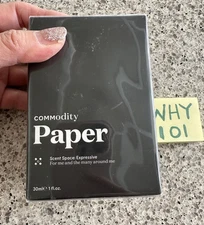 COMModity
Paper
Scent Space: Expressive
For me and the many around me
30ml * 1 fl.oz.
WHY
101